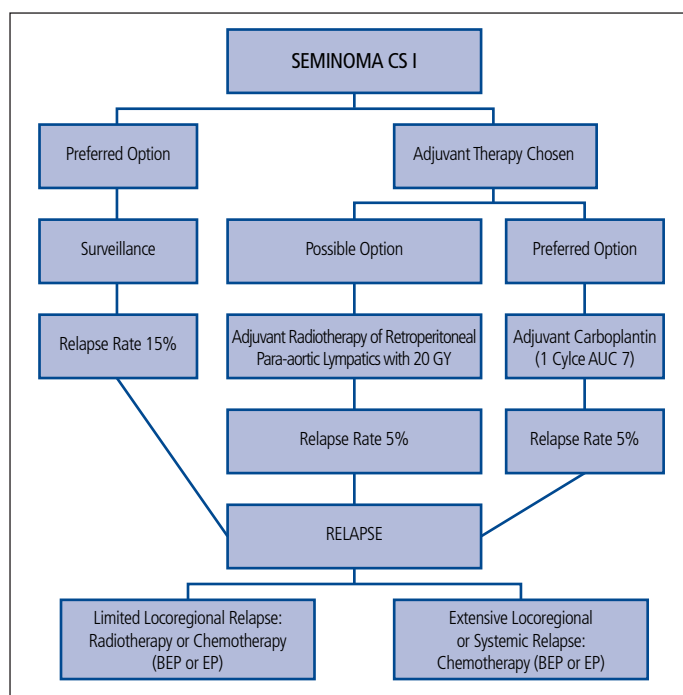 SEMINOMA CS I
Preferred Option
Adjuvant Therapy Chosen
Surveillance
Possible Option
Preferred Option
Relapse Rate 15%
Adjuvant Radiotherapy of Retroperitoneal
Para-aortic Lympatics with 20 GY
Adjuvant Carboplantin
(1 Cylce AUC 7)
Relapse Rate 5%
Relapse Rate 5%
RELAPSE
Limited Locoregional Relapse:
Radiotherapy or Chemotherapy
(BEP or EP)
Extensive Locoregional
or Systemic Relapse:
Chemotherapy (BEP or EP)